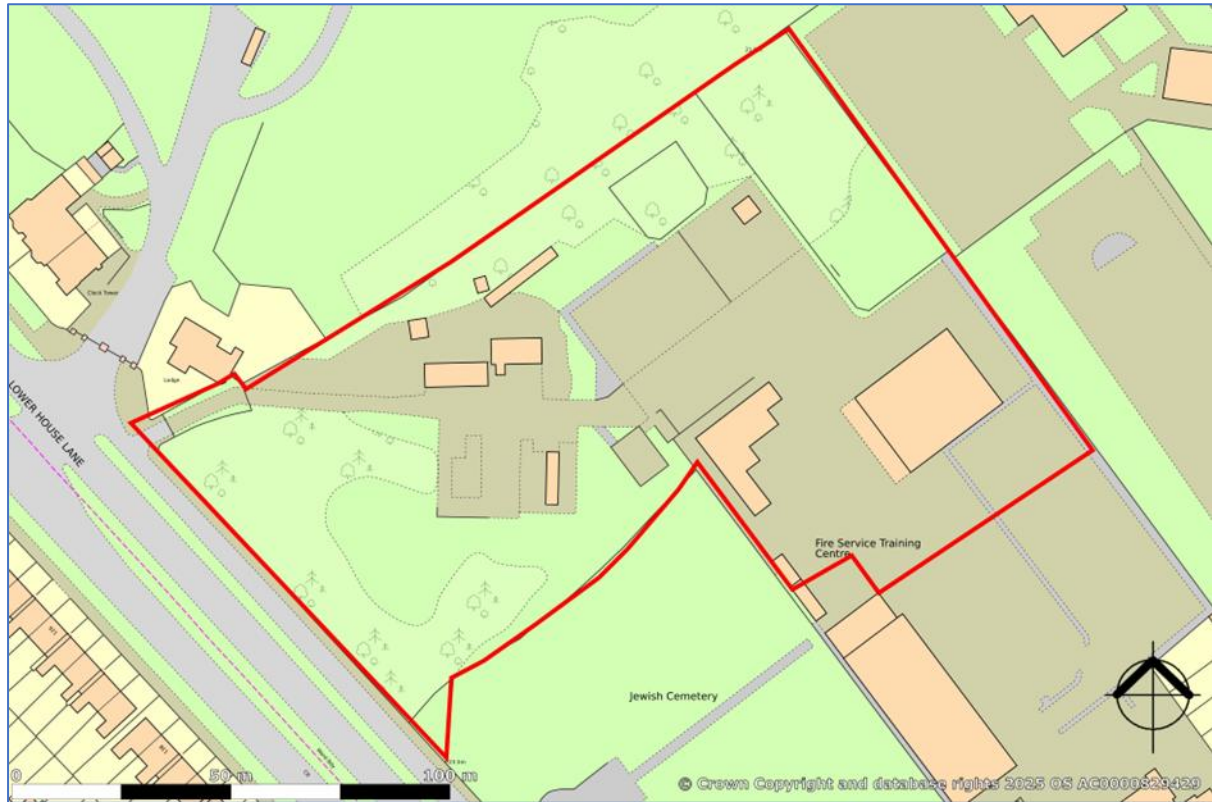 Clock Tower
Lodge
LOWER HOUSE LANE
Fire Service Training
Centre
Jewish Cemetery
0
50 m
100 m
© Crown Copyright and database rights 2025 OS AC0000829429